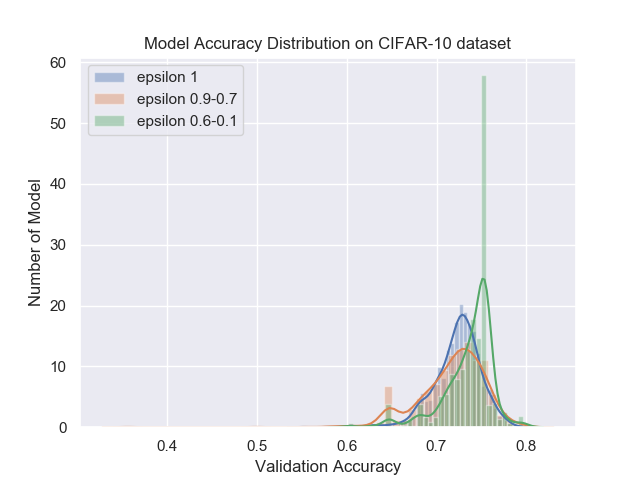 Model Accuracy Distribution on CIFAR-10 dataset
epsilon 1
epsilon 0.9-0.7
epsilon 0.6-0.1
60
50
40
30
20
10
0
Number of Model
0.4 0.5 0.6 0.7 0.8
Validation Accuracy